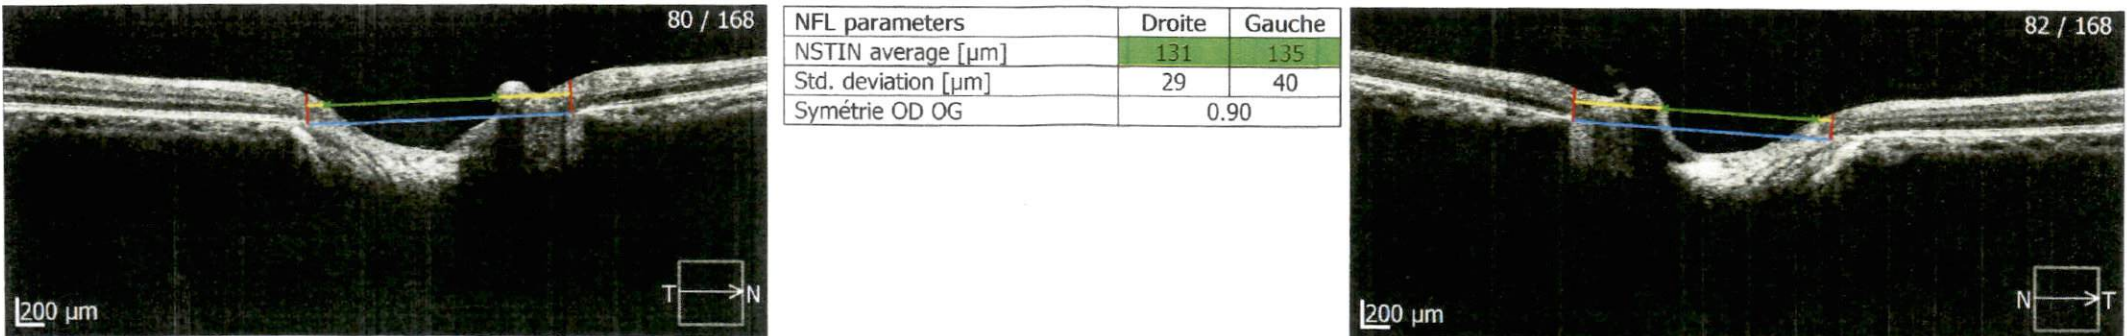 80 / 168
T N
200 µm
NFL parameters Droite Gauche
NSTIN average [µm] 131 135
Std. deviation [µm] 29 40
Symétrie OD OG 0.90
82 / 168
N T
200 µm